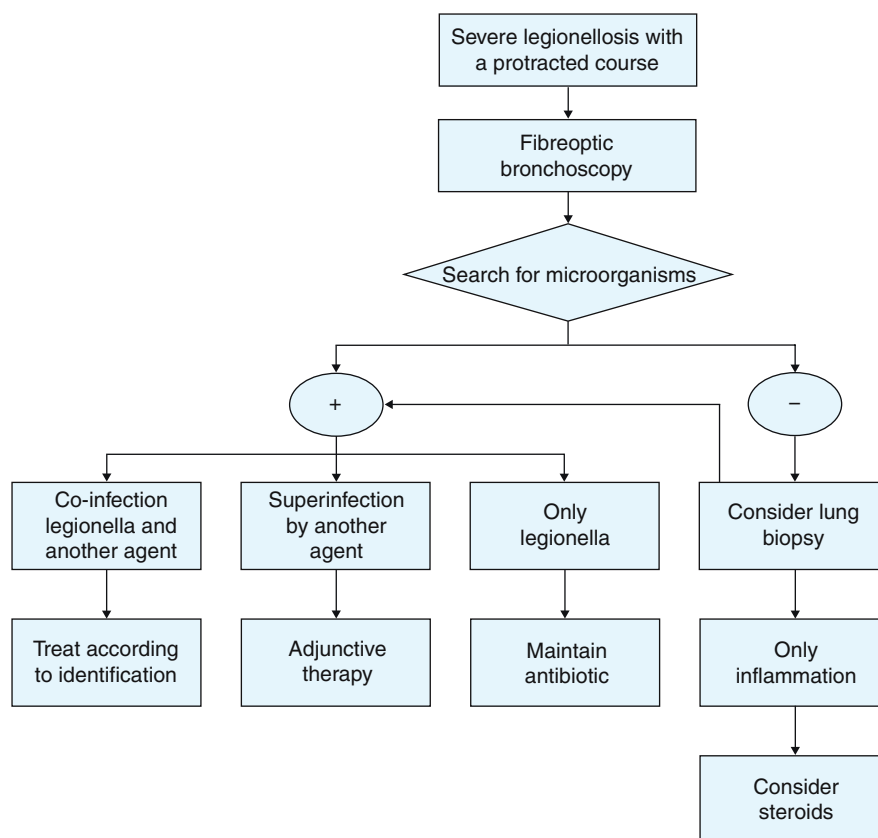 Severe legionellosis with
a protracted course
Fibreoptic
bronchoscopy
Search for microorganisms
+
−
Co-infection
legionella and
another agent
Superinfection
by another
agent
Only
legionella
Consider lung
biopsy
Treat according
to identification
Adjunctive
therapy
Maintain
antibiotic
Only
inflammation
Consider
steroids